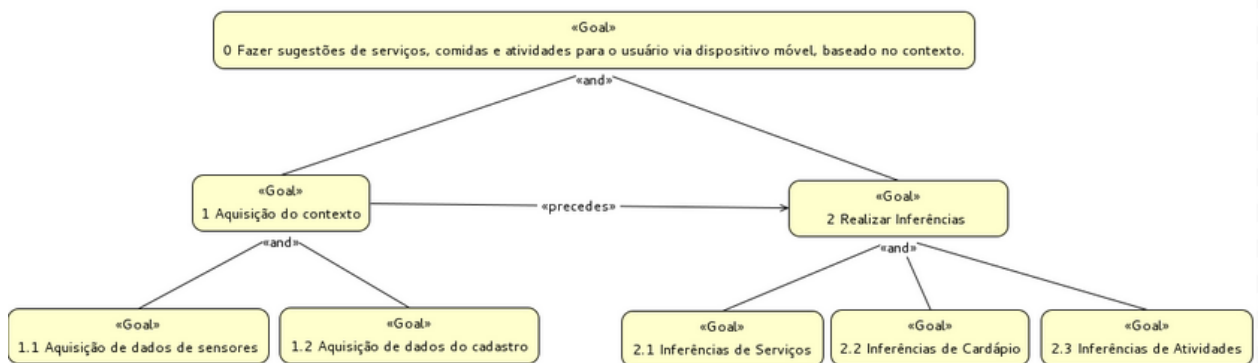 «Goal»
0 Fazer sugestões de serviços, comidas e atividades para o usuário via dispositivo móvel, baseado no contexto.
«and»
«Goal»
1 Aquisição do contexto
«precedes»
«Goal»
2 Realizar Inferências
«and»
«and»
«Goal»
1.1 Aquisição de dados de sensores
«Goal»
1.2 Aquisição de dados do cadastro
«Goal»
2.1 Inferências de Serviços
«Goal»
2.2 Inferências de Cardápio
«Goal»
2.3 Inferências de Atividades